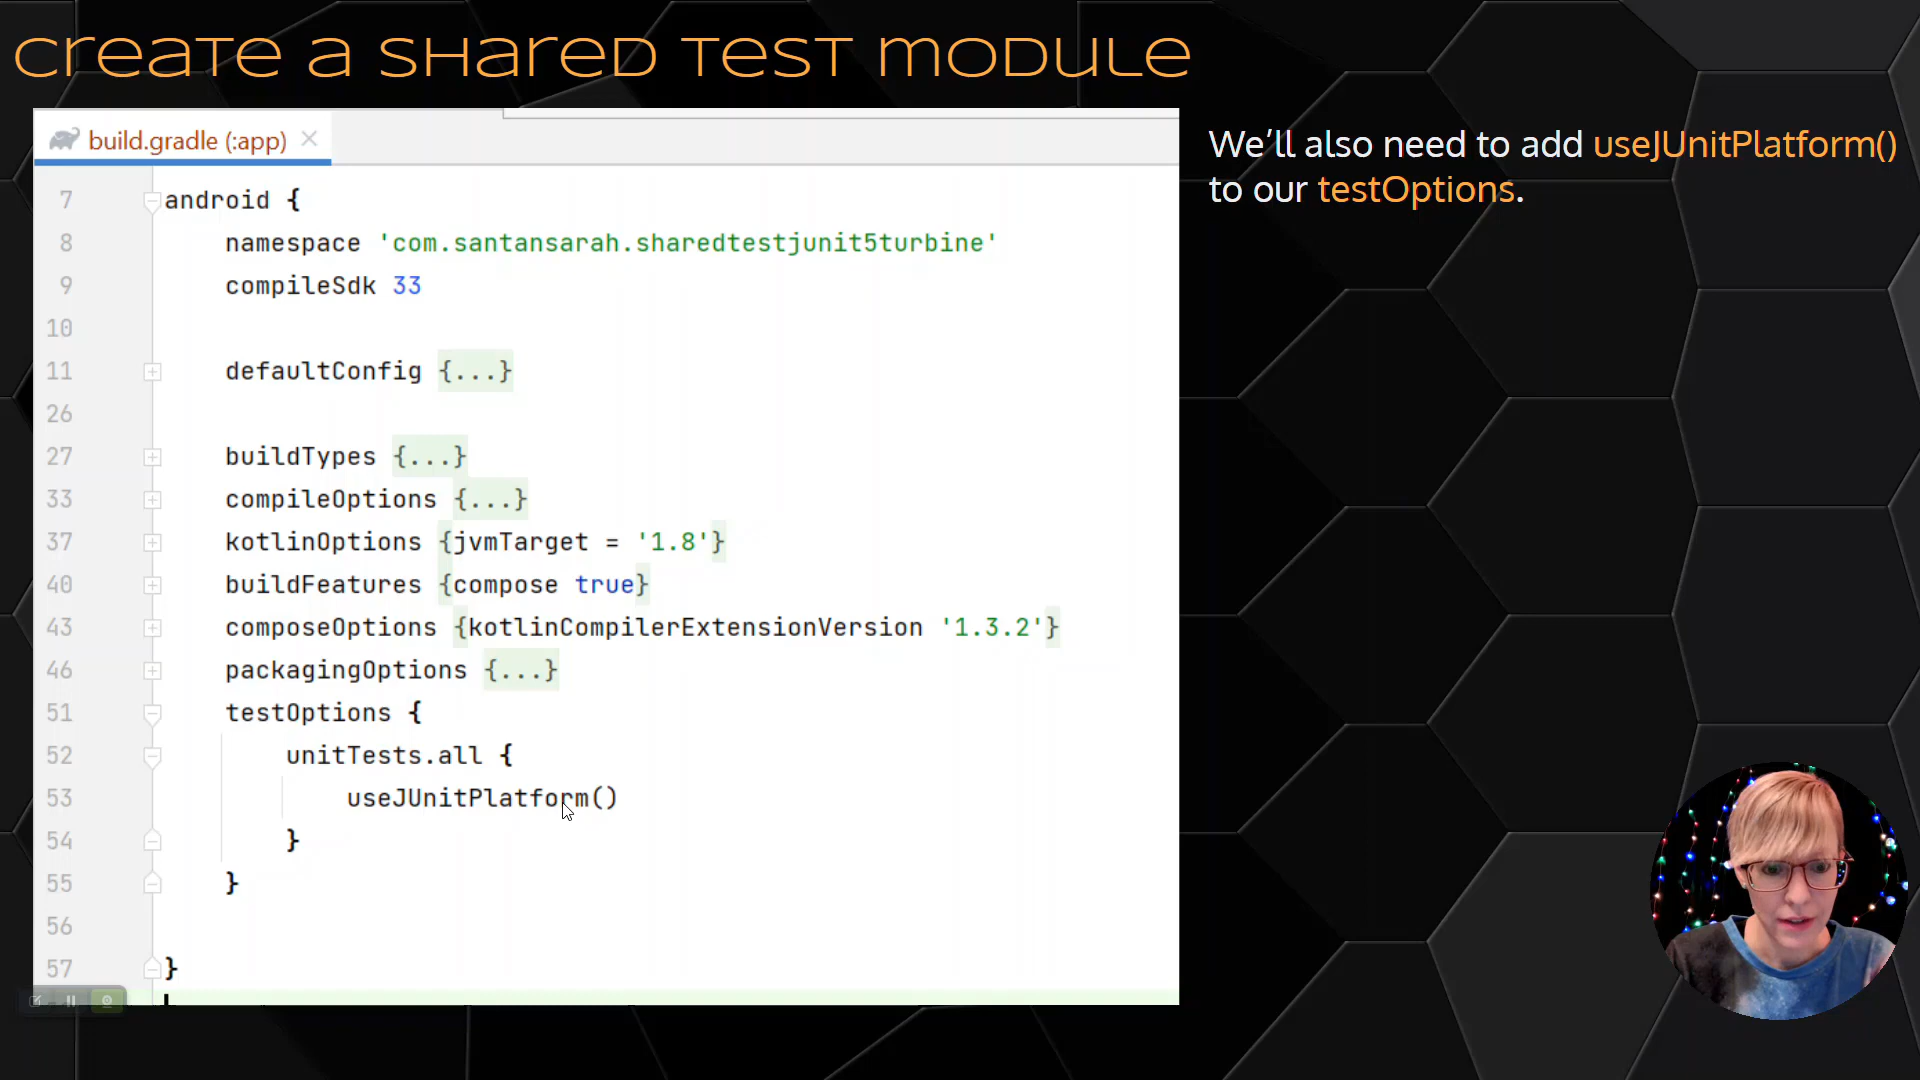 create a shared test module
build.gradle (:app)
We'll also need to add useJUnitPlatform()
to our testOptions.
7 android {
8 namespace 'com.santansarah.sharedtestjunit5turbine'
9 compileSdk 33
10
11 defaultConfig {...}
26
27 buildTypes {...}
33 compileOptions {...}
37 kotlinOptions {jvmTarget = '1.8'}
40 buildFeatures {compose true}
43 composeOptions {kotlinCompilerExtensionVersion '1.3.2'}
46 packagingOptions {...}
51 testOptions {
52 unitTests.all {
53 useJUnitPlatform()
54 }
55 }
56
57 }